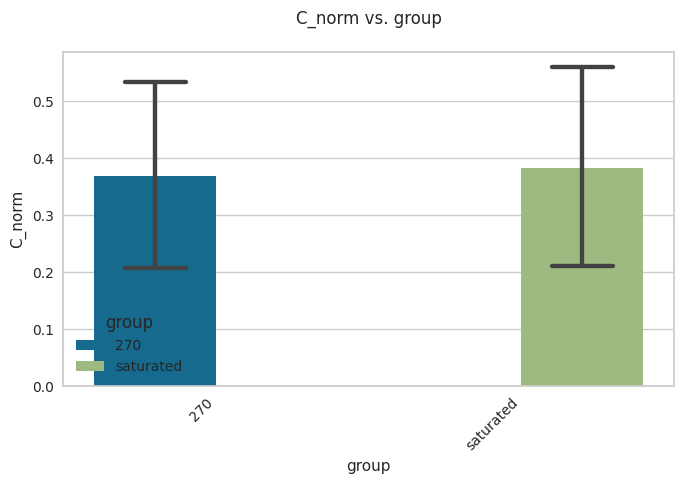 C_norm vs. group
C_norm
0.5
0.4
0.3
0.2
0.1
0.0
group
270
saturated
270
saturated
group